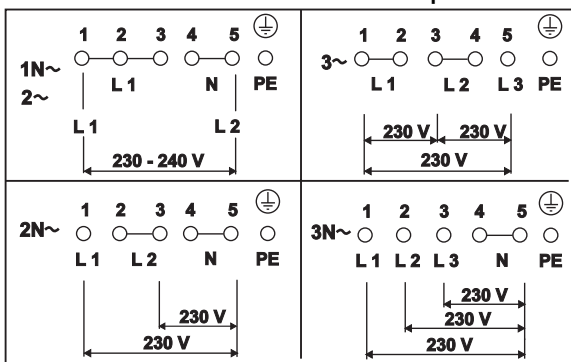 1 2 3 4 5
1N~
2~
L 1 N PE
L 1 L 2
230 - 240 V
1 2 3 4 5
3~
L 1 L 2 L 3 PE
230 V 230 V
230 V
1 2 3 4 5
2N~
L 1 L 2 N PE
230 V
230 V
1 2 3 4 5
3N~
L 1 L 2 L 3 N PE
230 V
230 V
230 V